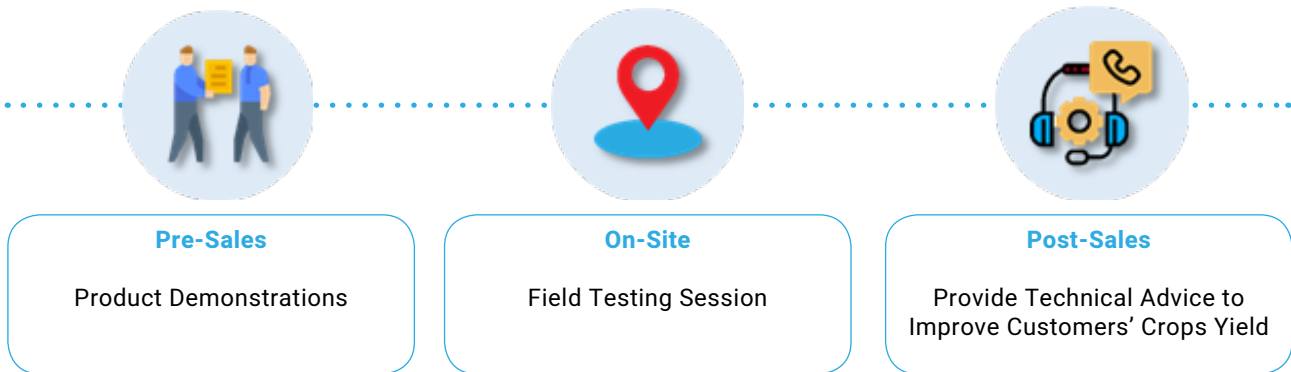 Pre-Sales
Product Demonstrations
On-Site
Field Testing Session
Post-Sales
Provide Technical Advice to
Improve Customers’ Crops Yield